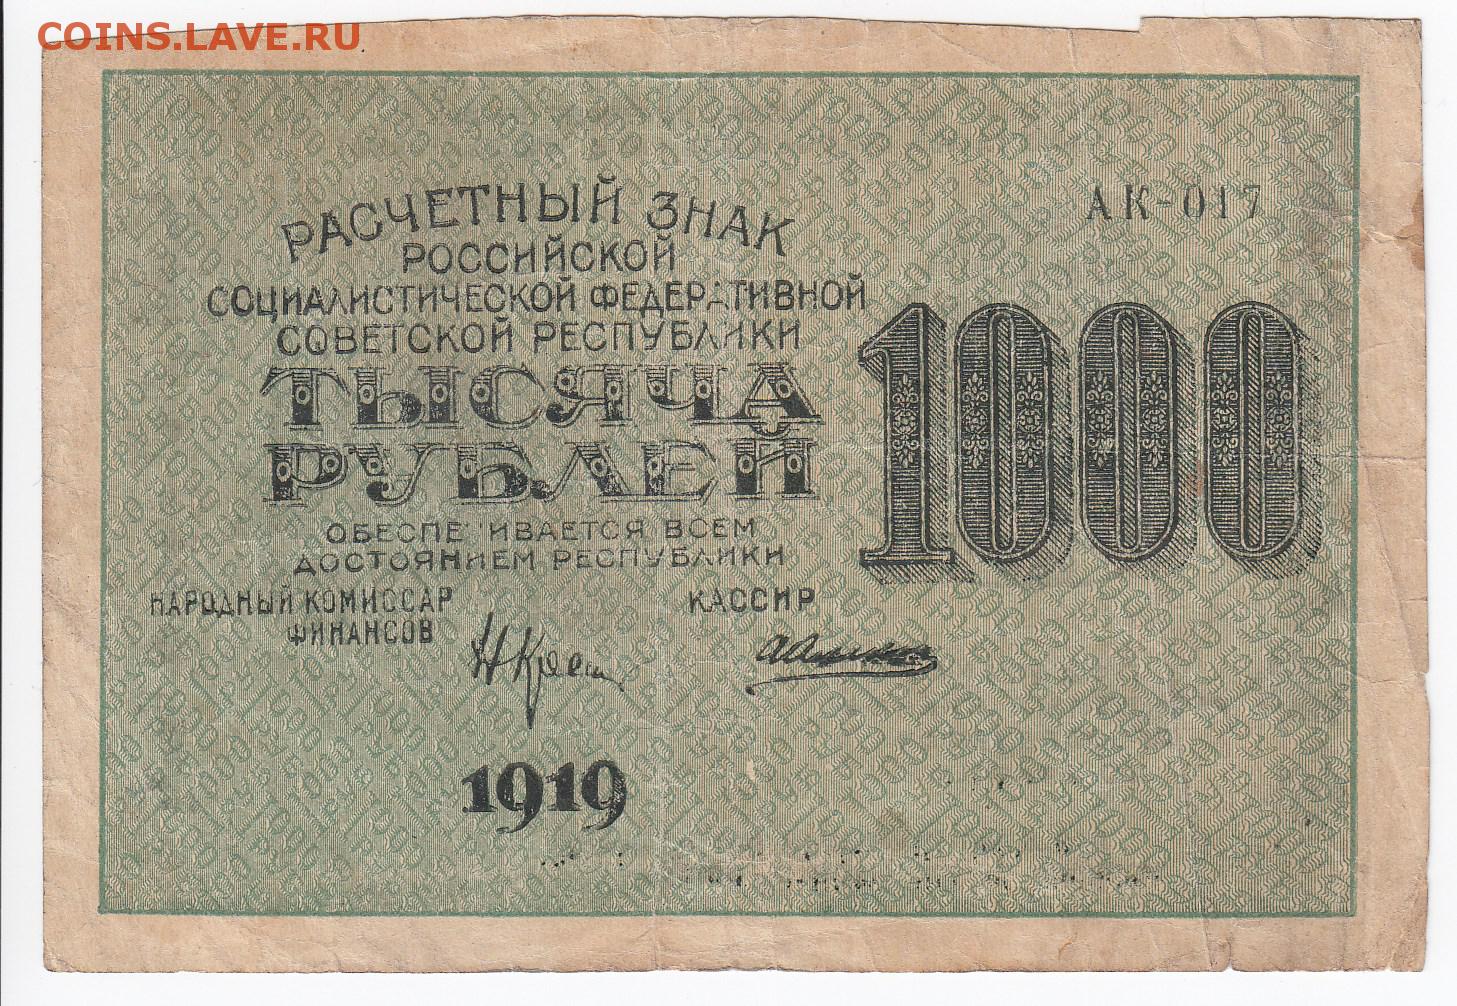 COINS.LAVE.RU
РАСЧЕТНЫЙ ЗНАК
РОССИЙСКОЙ
СОЦИАЛИСТИЧЕСКОЙ ФЕДЕРАТИВНОЙ
СОВЕТСКОЙ РЕСПУБЛИКИ
ТЫСЯЧА
РУБЛЕЙ
ОБЕСПЕЧИВАЕТСЯ ВСЕМ
ДОСТОЯНИЕМ РЕСПУБЛИКИ
НАРОДНЫЙ КОМИССАР
ФИНАНСОВ
КАССИР
1919
АК-017
1000